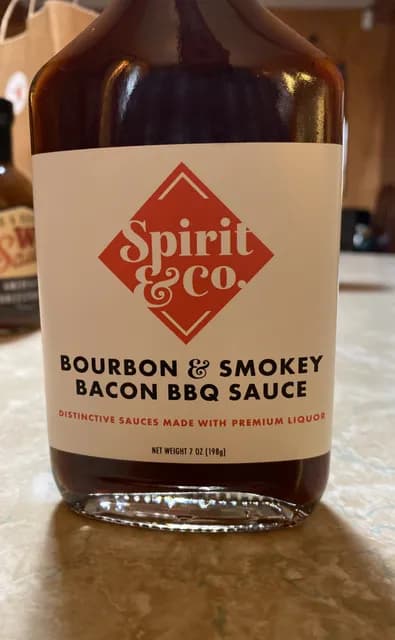 Spirit
& Co.
BOURBON & SMOKEY
BACON BBQ SAUCE
DISTINCTIVE SAUCES MADE WITH PREMIUM LIQUOR
NET WEIGHT 7 OZ (198g)